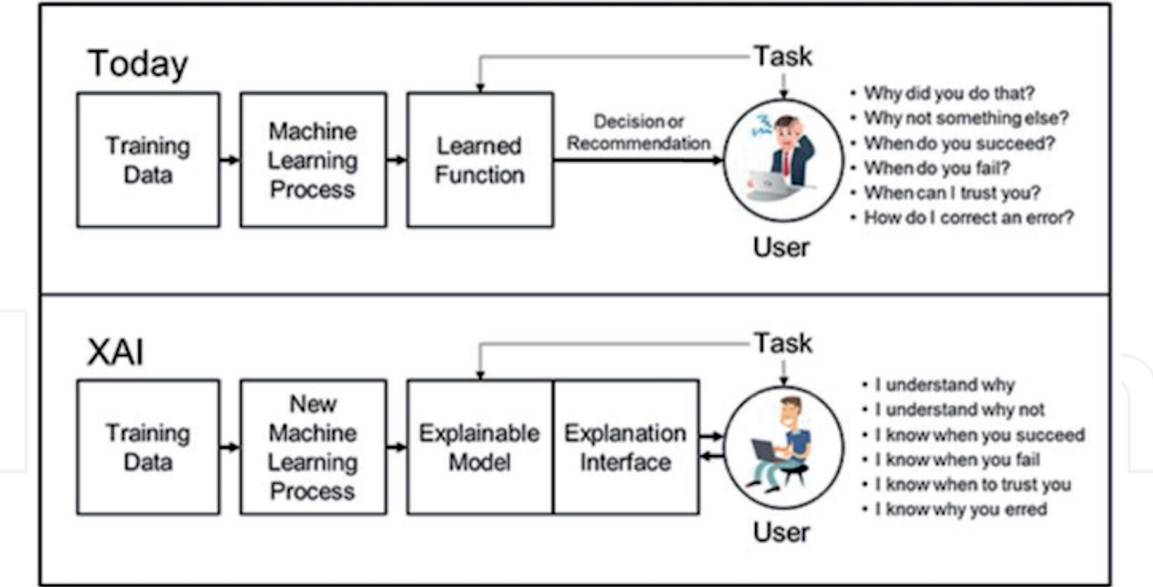 Today
Task
Training
Data
Machine
Learning
Process
Learned
Function
Decision or
Recommendation
• Why did you do that?
• Why not something else?
• When do you succeed?
• When do you fail?
• When can I trust you?
• How do I correct an error?
User
XAI
Task
Training
Data
New
Machine
Learning
Process
Explainable
Model
Explanation
Interface
• I understand why
• I understand why not
• I know when you succeed
• I know when you fail
• I know when to trust you
• I know why you erred
User